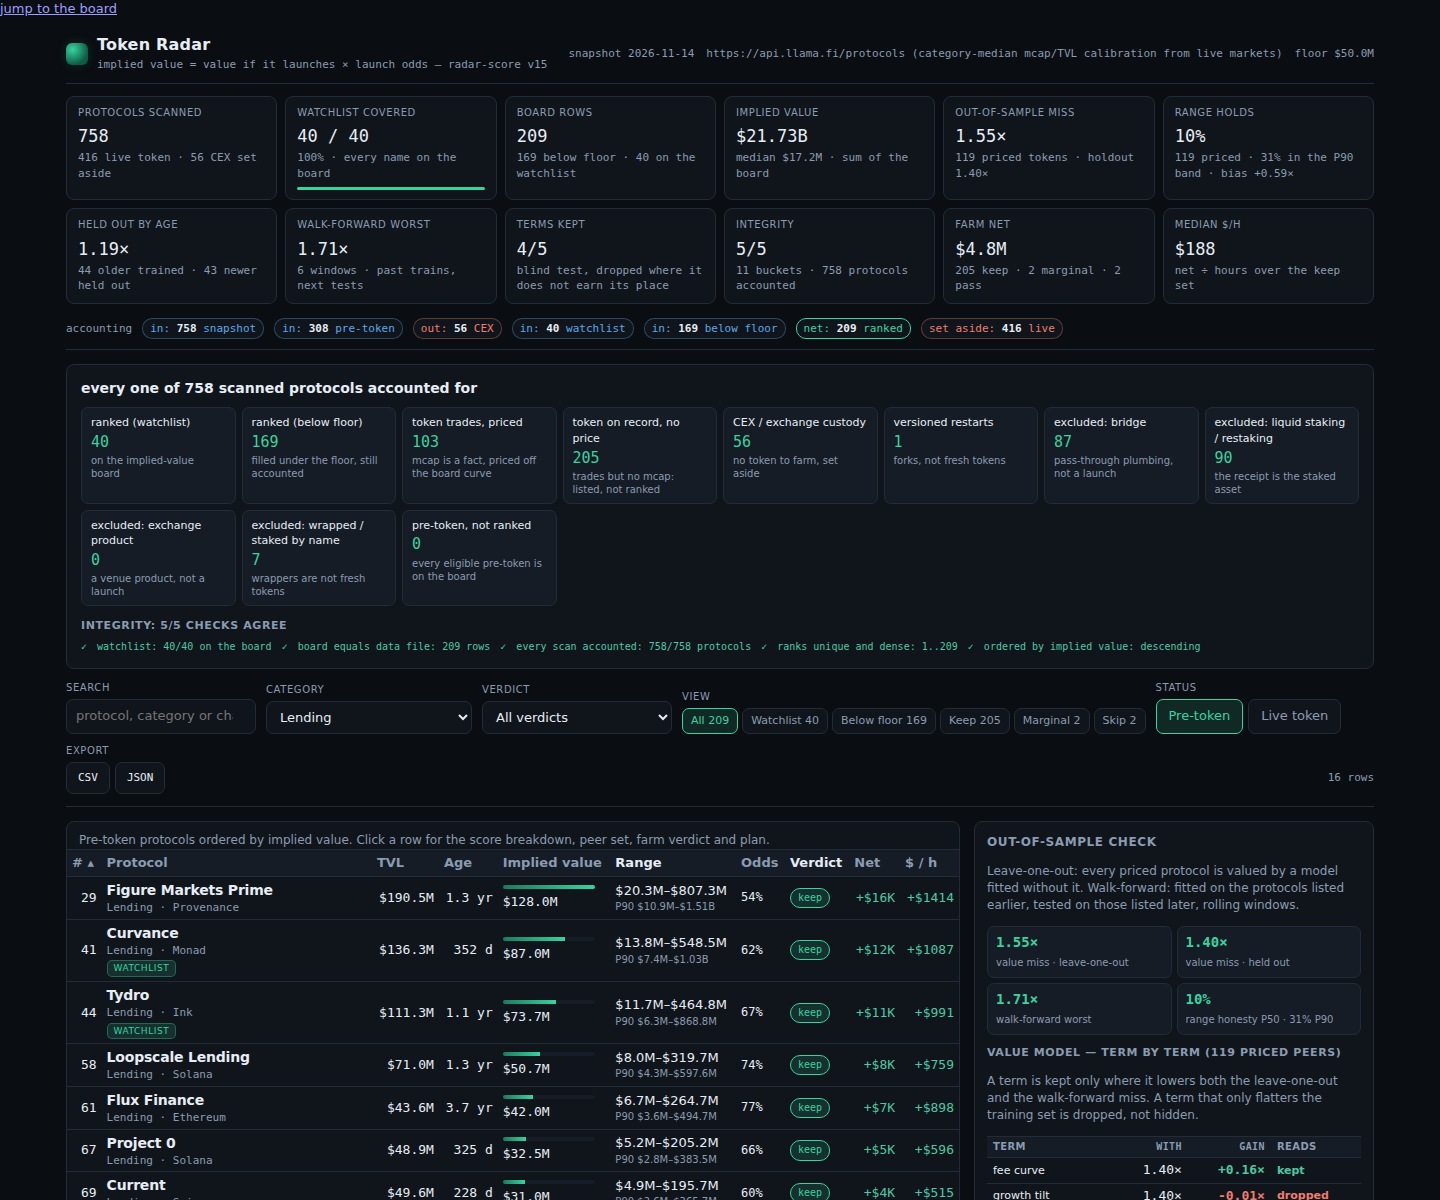 jump to the board
Token Radar
implied value = value if it launches × launch odds — radar-score v15
snapshot 2026-11-14 https://api.llama.fi/protocols (category-median mcap/TVL calibration from live markets) floor $50.0M
PROTOCOLS SCANNED
758
416 live token · 56 CEX set
aside
WATCHLIST COVERED
40 / 40
100% · every name on the
board
BOARD ROWS
209
169 below floor · 40 on the
watchlist
IMPLIED VALUE
$21.73B
median $17.2M · sum of the
board
OUT-OF-SAMPLE MISS
1.55×
119 priced tokens · holdout
1.40×
RANGE HOLDS
10%
119 priced · 31% in the P90
band · bias +0.59×
HELD OUT BY AGE
1.19×
44 older trained · 43 newer
held out
WALK-FORWARD WORST
1.71×
6 windows · past trains,
next tests
TERMS KEPT
4/5
blind test, dropped where it
does not earn its place
INTEGRITY
5/5
11 buckets · 758 protocols
accounted
FARM NET
$4.8M
205 keep · 2 marginal · 2
pass
MEDIAN $/H
$188
net ÷ hours over the keep
set
accounting in: 758 snapshot in: 308 pre-token out: 56 CEX in: 40 watchlist in: 169 below floor net: 209 ranked set aside: 416 live
every one of 758 scanned protocols accounted for
ranked (watchlist)
40
on the implied-value
board
ranked (below floor)
169
filled under the floor, still
accounted
token trades, priced
103
mcap is a fact, priced off
the board curve
token on record, no
price
205
trades but no mcap:
listed, not ranked
CEX / exchange custody
56
no token to farm, set
aside
versioned restarts
1
forks, not fresh tokens
excluded: bridge
87
pass-through plumbing,
not a launch
excluded: liquid staking
/ restaking
90
the receipt is the staked
asset
excluded: exchange
product
0
a venue product, not a
launch
excluded: wrapped /
staked by name
7
wrappers are not fresh
tokens
pre-token, not ranked
0
every eligible pre-token is
on the board
INTEGRITY: 5/5 CHECKS AGREE
✓ watchlist: 40/40 on the board ✓ board equals data file: 209 rows ✓ every scan accounted: 758/758 protocols ✓ ranks unique and dense: 1..209 ✓ ordered by implied value: descending
SEARCH
protocol, category or ch
CATEGORY
Lending
VERDICT
All verdicts
VIEW
All 209 Watchlist 40 Below floor 169 Keep 205 Marginal 2 Skip 2
STATUS
Pre-token Live token
EXPORT
CSV JSON
16 rows
Pre-token protocols ordered by implied value. Click a row for the score breakdown, peer set, farm verdict and plan.
# ▲ Protocol TVL Age Implied value Range Odds Verdict Net $ / h
29 Figure Markets Prime $190.5M 1.3 yr $128.0M $20.3M–$807.3M 54% keep +$16K +$1414
Lending · Provenance P90 $10.9M–$1.51B
41 Curvance $136.3M 352 d $87.0M $13.8M–$548.5M 62% keep +$12K +$1087
Lending · Monad P90 $7.4M–$1.03B
WATCHLIST
44 Tydro $111.3M 1.1 yr $73.7M $11.7M–$464.8M 67% keep +$11K +$991
Lending · Ink P90 $6.3M–$868.8M
WATCHLIST
58 Loopscale Lending $71.0M 1.3 yr $50.7M $8.0M–$319.7M 74% keep +$8K +$759
Lending · Solana P90 $4.3M–$597.6M
61 Flux Finance $43.6M 3.7 yr $42.0M $6.7M–$264.7M 77% keep +$7K +$898
Lending · Ethereum P90 $3.6M–$494.7M
67 Project 0 $48.9M 325 d $32.5M $5.2M–$205.2M 66% keep +$5K +$596
Lending · Solana P90 $2.8M–$383.5M
69 Current $49.6M 228 d $31.0M $4.9M–$195.7M 60% keep +$4K +$515
OUT-OF-SAMPLE CHECK
Leave-one-out: every priced protocol is valued by a model
fitted without it. Walk-forward: fitted on the protocols listed
earlier, tested on those listed later, rolling windows.
1.55×
value miss · leave-one-out
1.40×
value miss · held out
1.71×
walk-forward worst
10%
range honesty P50 · 31% P90
VALUE MODEL — TERM BY TERM (119 PRICED PEERS)
A term is kept only where it lowers both the leave-one-out
and the walk-forward miss. A term that only flatters the
training set is dropped, not hidden.
TERM WITH GAIN READS
fee curve 1.40× +0.16× kept
growth tilt 1.40× -0.01× dropped